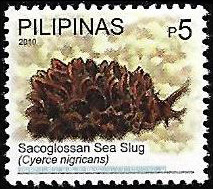 PILIPINAS
2010
P5
Sacoglossan Sea Slug
(Cyerce nigricans)